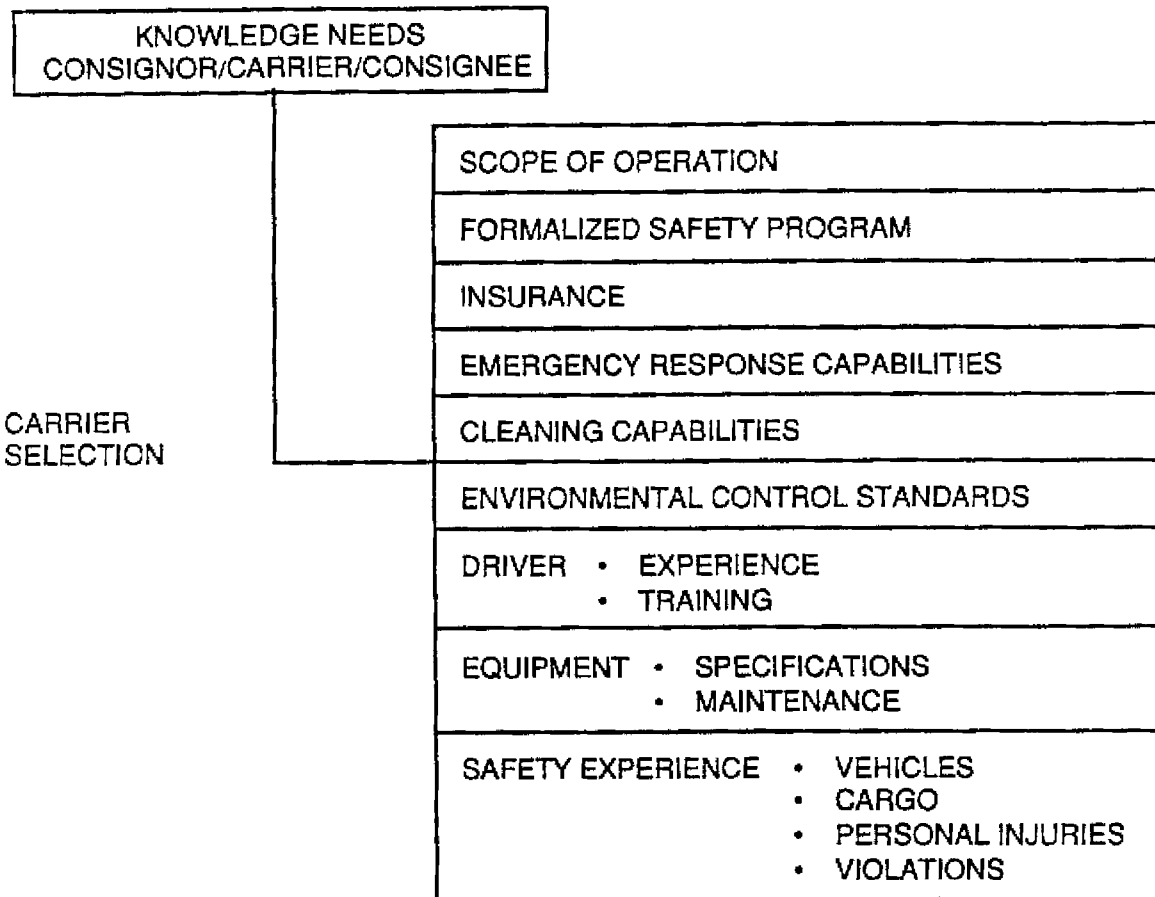 KNOWLEDGE NEEDS
CONSIGNOR/CARRIER/CONSIGNEE
SCOPE OF OPERATION
FORMALIZED SAFETY PROGRAM
INSURANCE
EMERGENCY RESPONSE CAPABILITIES
CARRIER
SELECTION
CLEANING CAPABILITIES
ENVIRONMENTAL CONTROL STANDARDS
DRIVER • EXPERIENCE
• TRAINING
EQUIPMENT • SPECIFICATIONS
• MAINTENANCE
SAFETY EXPERIENCE • VEHICLES
• CARGO
• PERSONAL INJURIES
• VIOLATIONS